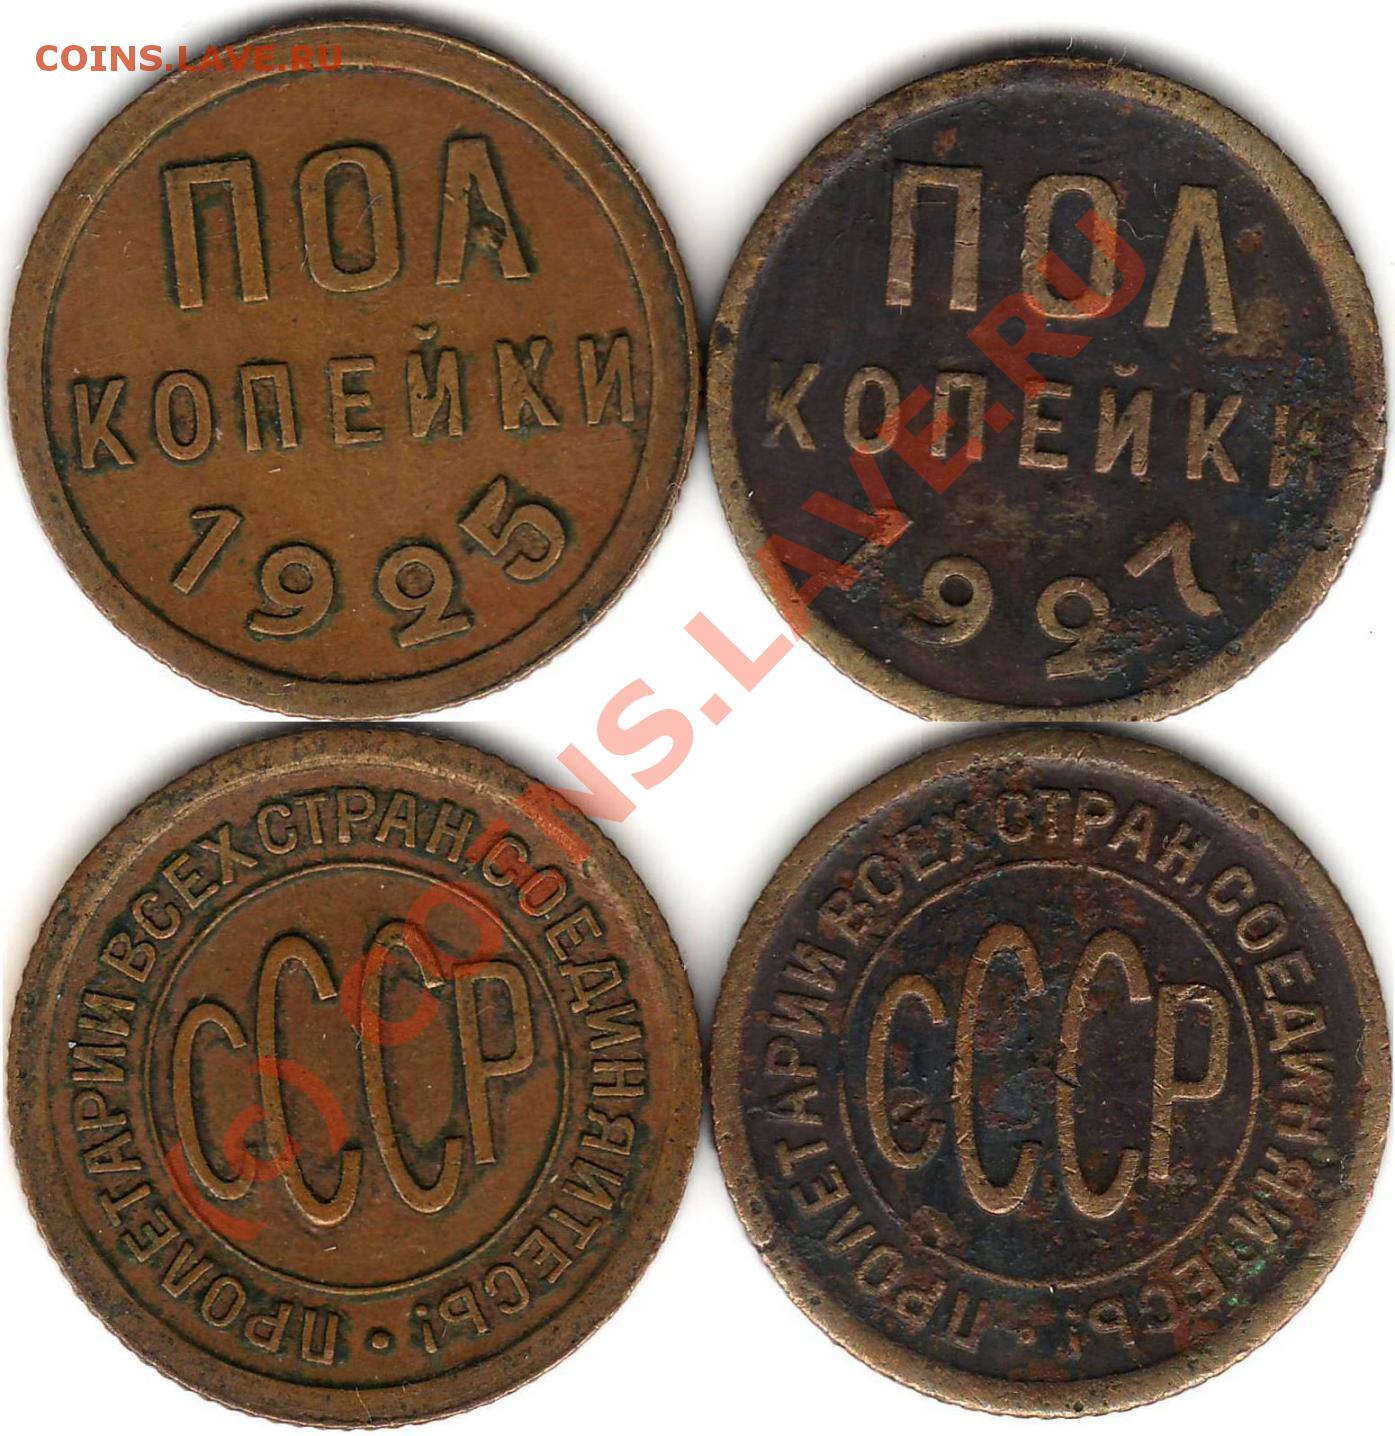 COINS.LAVE.RU
ПОЛ
КОПЕЙКИ
1925
ПОЛ
КОПЕЙКИ
1927
ПРОЛЕТАРИИ ВСЕХ СТРАН, СОЕДИНЯЙТЕСЬ! •
СССР
ПРОЛЕТАРИИ ВСЕХ СТРАН, СОЕДИНЯЙТЕСЬ! •
СССР
(c) COINS.LAVE.RU